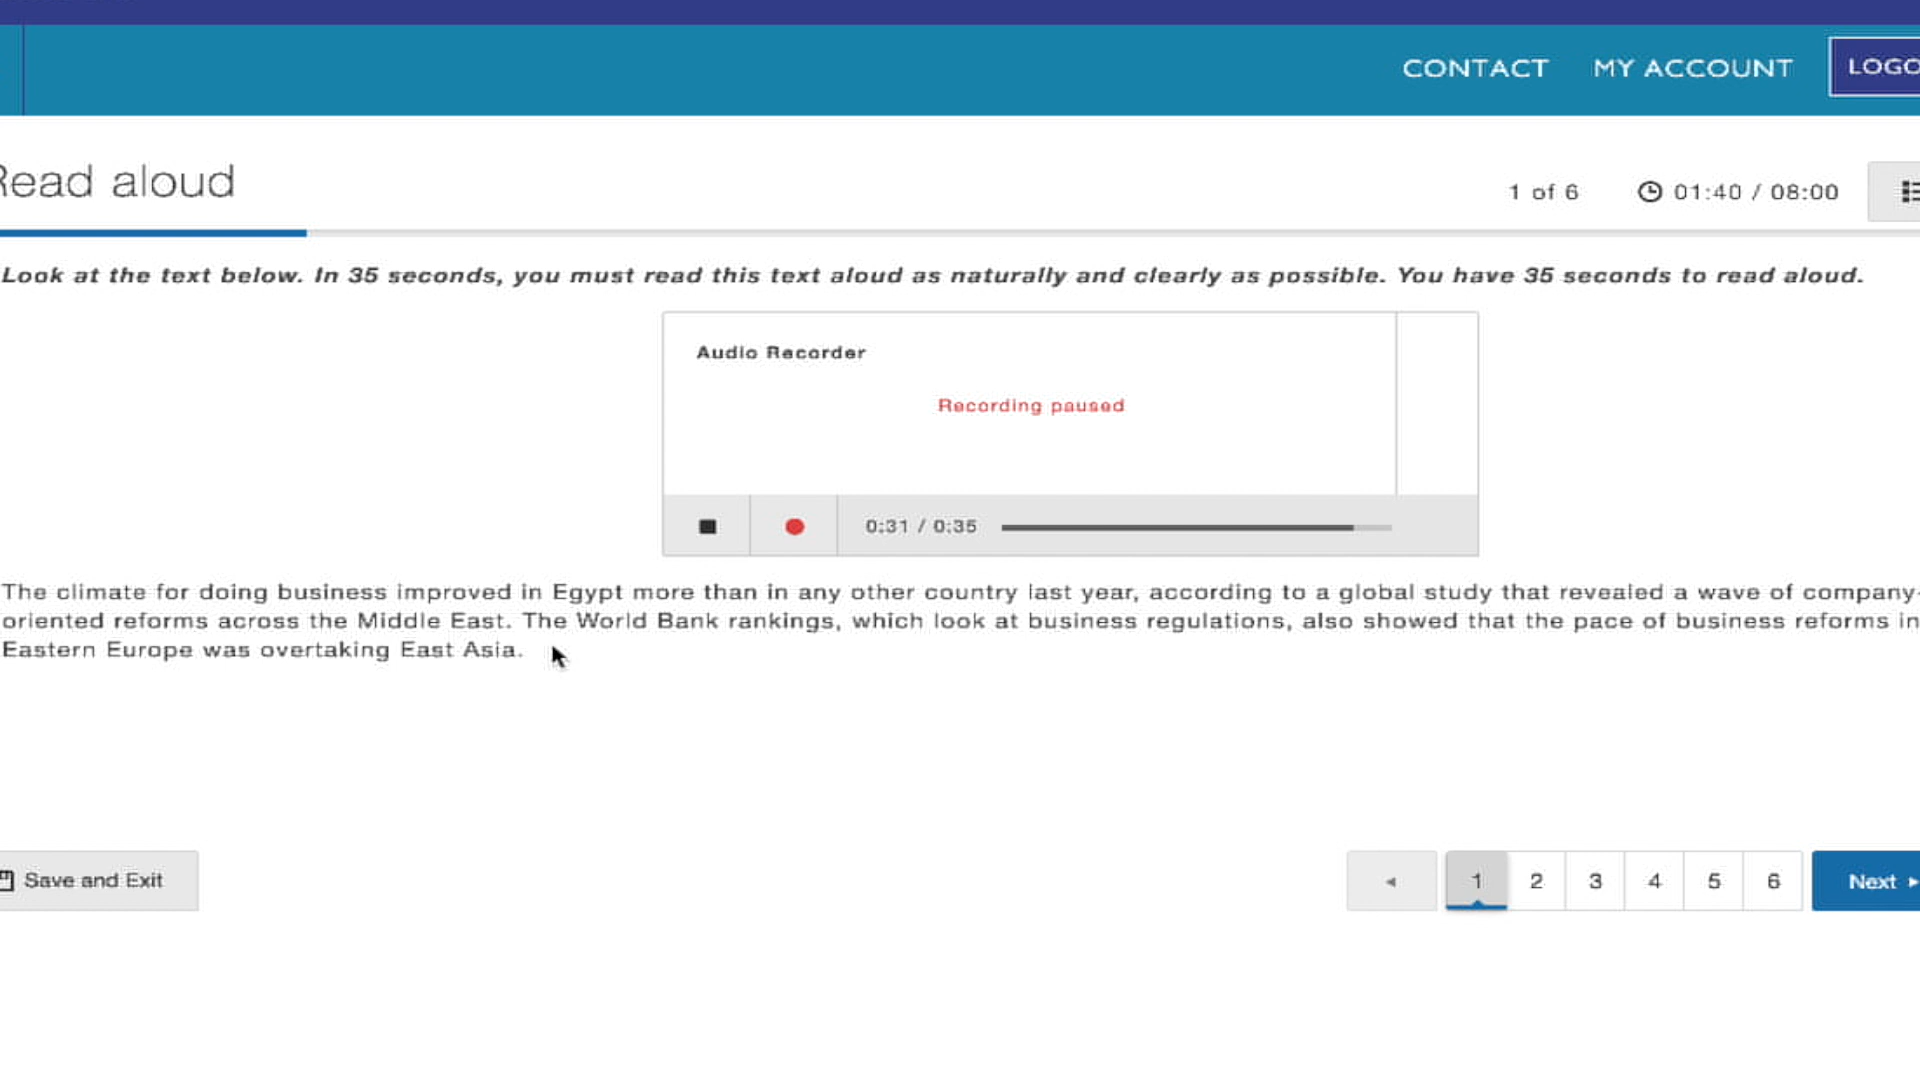 CONTACT MY ACCOUNT LOGO
Read aloud
1 of 6 01:40 / 08:00
Look at the text below. In 35 seconds, you must read this text aloud as naturally and clearly as possible. You have 35 seconds to read aloud.
Audio Recorder
Recording paused
0:31 / 0:35
The climate for doing business improved in Egypt more than in any other country last year, according to a global study that revealed a wave of company-
oriented reforms across the Middle East. The World Bank rankings, which look at business regulations, also showed that the pace of business reforms in
Eastern Europe was overtaking East Asia.
Save and Exit 1 2 3 4 5 6 Next